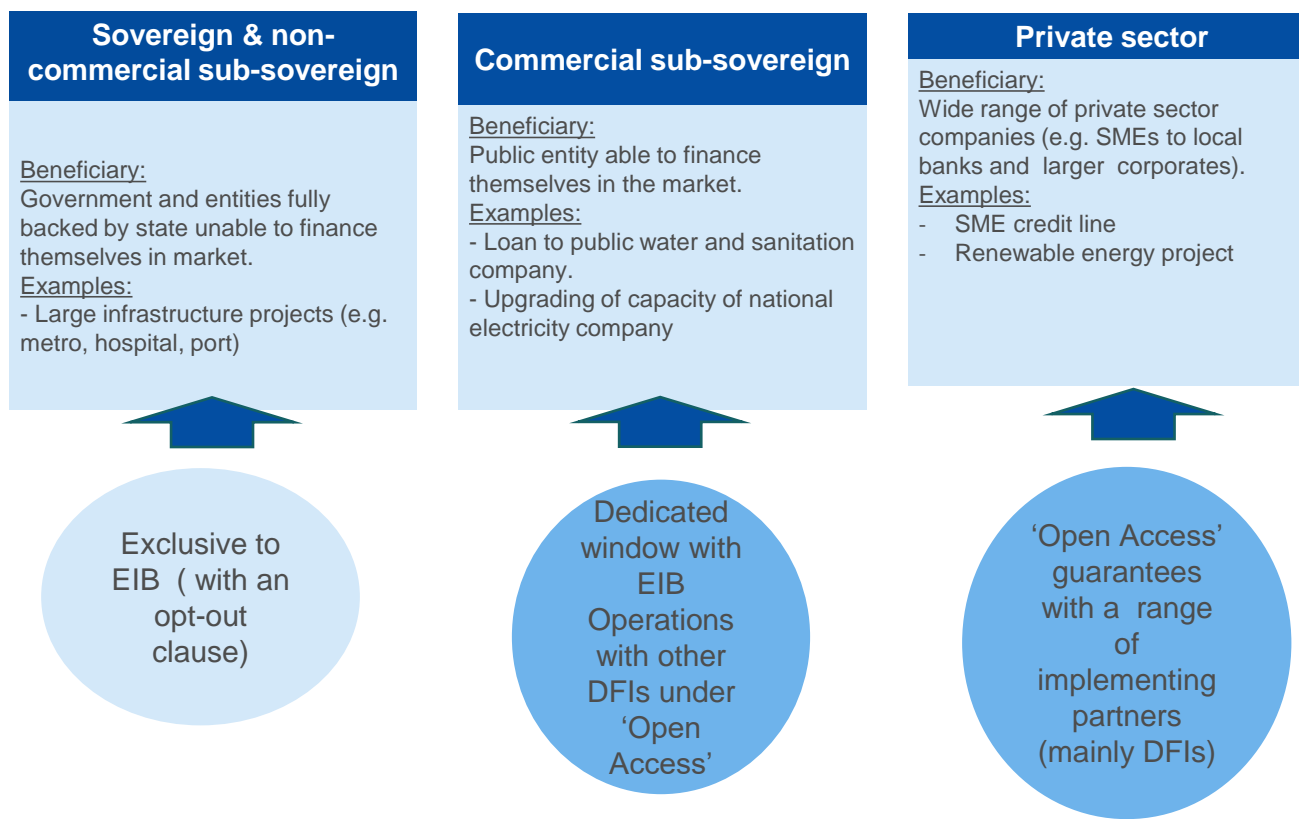 Sovereign & non-
commercial sub-sovereign
Beneficiary:
Government and entities fully
backed by state unable to finance
themselves in market.
Examples:
- Large infrastructure projects (e.g.
metro, hospital, port)
Exclusive to
EIB ( with an
opt-out
clause)
Commercial sub-sovereign
Beneficiary:
Public entity able to finance
themselves in the market.
Examples:
- Loan to public water and sanitation
company.
- Upgrading of capacity of national
electricity company
Dedicated
window with
EIB
Operations
with other
DFIs under
‘Open
Access’
Private sector
Beneficiary:
Wide range of private sector
companies (e.g. SMEs to local
banks and larger corporates).
Examples:
- SME credit line
- Renewable energy project
‘Open Access’
guarantees
with a range
of
implementing
partners
(mainly DFIs)